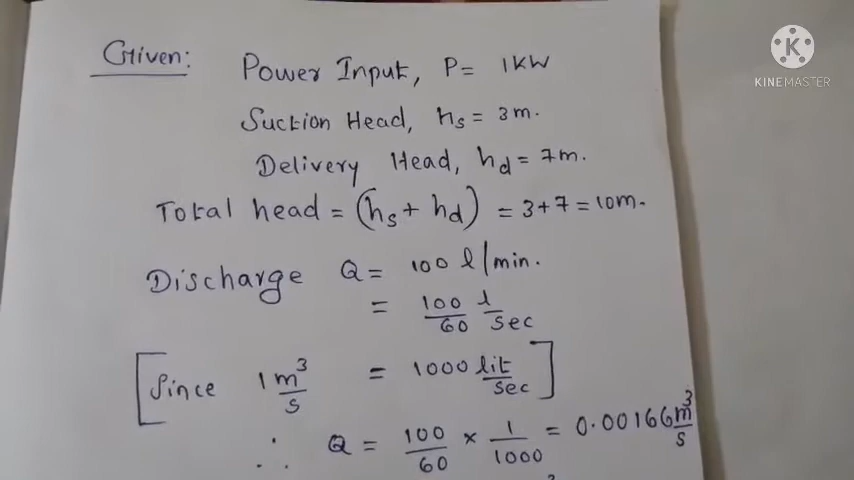 Given: Power Input, P= 1KW
Suction Head, hs = 3m.
Delivery Head, hd = 7m.
Total head = (hs + hd) = 3+7 = 10m.
Discharge Q = 100 l/min.
= 100/60 l/sec
[Since 1 m³/s = 1000 lit/sec]
∴ Q = 100/60 × 1/1000 = 0.00166 m³/s
K
KINEMASTER